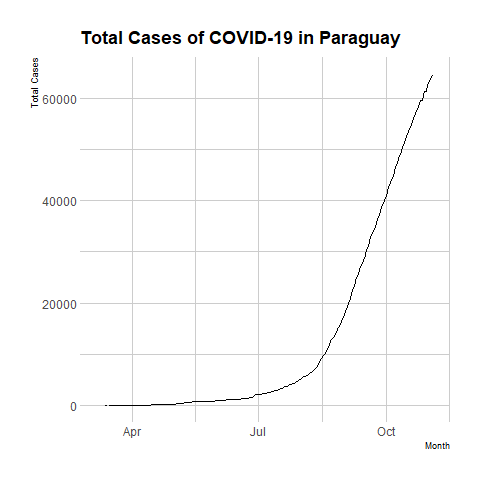 Total Cases of COVID-19 in Paraguay
Total Cases
60000
40000
20000
0
Apr Jul Oct
Month